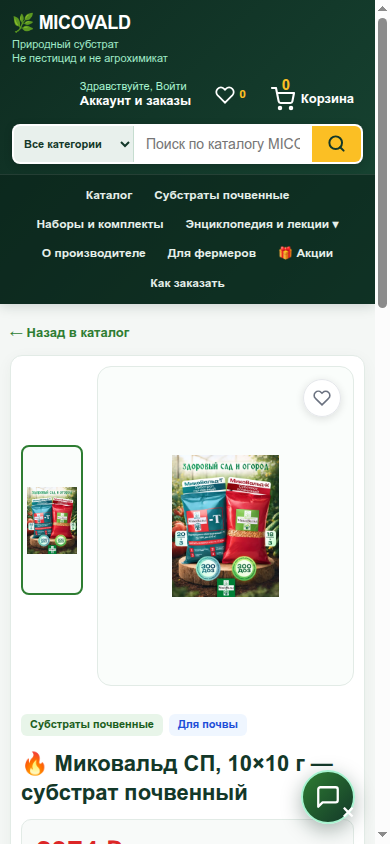 🌿 MICOVALD
Природный субстрат
Не пестицид и не агрохимикат
Здравствуйте, Войти
Аккаунт и заказы
0
0
Корзина
Все категории
Поиск по каталогу MICC
Каталог
Субстраты почвенные
Наборы и комплекты
Энциклопедия и лекции ▾
О производителе
Для фермеров
🎁 Акции
Как заказать
← Назад в каталог
ЗДОРОВЫЙ САД И ОГОРОД
Субстраты почвенные
Для почвы
🔥 Миковальд СП, 10×10 г —
субстрат почвенный